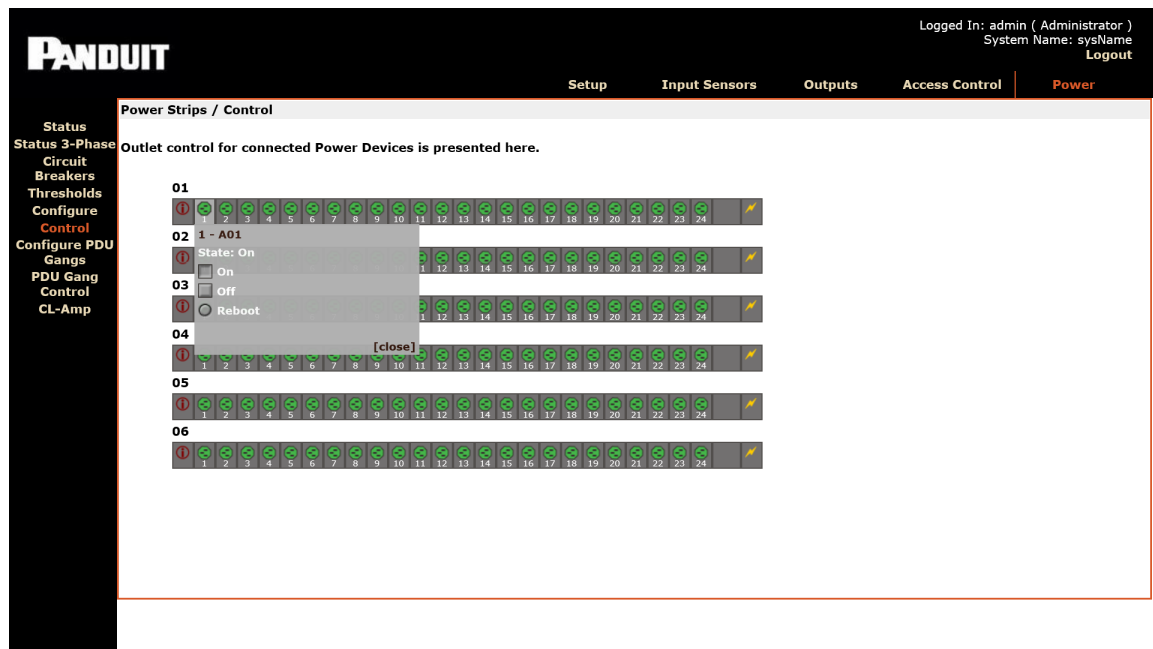 Logged In: admin ( Administrator )
System Name: sysName
Logout
PANDUIT
Setup Input Sensors Outputs Access Control Power
Power Strips / Control
Status
Status 3-Phase
Circuit
Breakers
Thresholds
Configure
Control
Configure PDU
Gangs
PDU Gang
Control
CL-Amp
Outlet control for connected Power Devices is presented here.
01
1 2 3 4 5 6 7 8 9 10 11 12 13 14 15 16 17 18 19 20 21 22 23 24
1 - A01
State: On
On
Off
Reboot
[close]
02
11 12 13 14 15 16 17 18 19 20 21 22 23 24
03
11 12 13 14 15 16 17 18 19 20 21 22 23 24
04
1 2 3 4 5 6 7 8 9 10 11 12 13 14 15 16 17 18 19 20 21 22 23 24
05
1 2 3 4 5 6 7 8 9 10 11 12 13 14 15 16 17 18 19 20 21 22 23 24
06
1 2 3 4 5 6 7 8 9 10 11 12 13 14 15 16 17 18 19 20 21 22 23 24